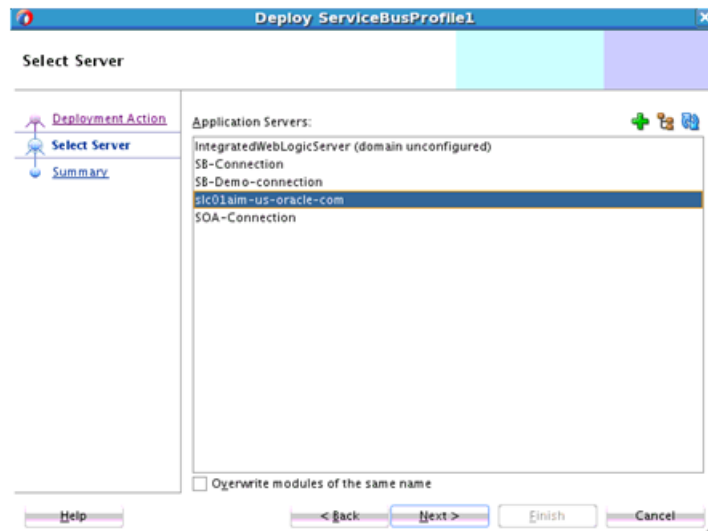 Deploy ServiceBusProfile1
Select Server
Deployment Action
Select Server
Summary
Application Servers:
IntegratedWebLogicServer (domain unconfigured)
SB-Connection
SB-Demo-connection
slc01aim-us-oracle-com
SOA-Connection
Overwrite modules of the same name
Help
< Back
Next >
Finish
Cancel